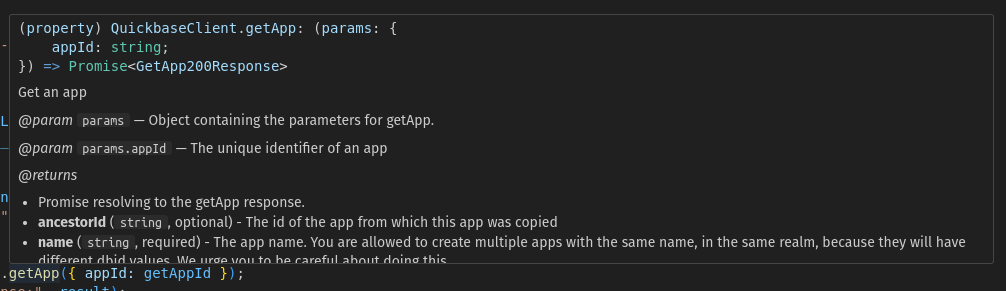 (property) QuickbaseClient.getApp: (params: {
appId: string;
}) => Promise<GetApp200Response>
Get an app
@param params — Object containing the parameters for getApp.
@param params.appId — The unique identifier of an app
@returns
• Promise resolving to the getApp response.
• ancestorId (string, optional) - The id of the app from which this app was copied
• name (string, required) - The app name. You are allowed to create multiple apps with the same name, in the same realm, because they will have
different dbid values. We urge you to be careful about doing this.
.getApp({ appId: getAppId });
result);